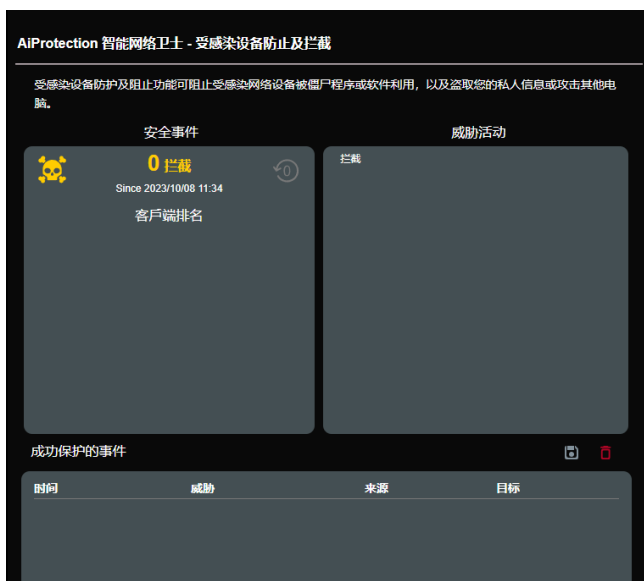 AiProtection 智能网络卫士 - 受感染设备防止及拦截
受感染设备防护及阻止功能可阻止受感染网络设备被僵尸程序或软件利用，以及盗取您的私人信息或攻击其他电
脑。
安全事件
威胁活动
0 拦截
0
Since 2023/10/08 11:34
客戶端排名
拦截
成功保护的事件
时间 威胁 来源 目标